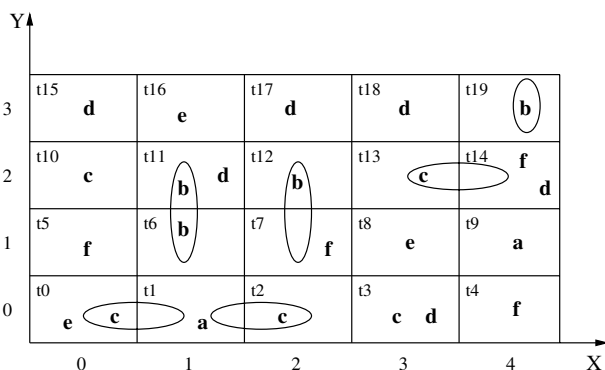 Y
t15 t16 t17 t18 t19
3 d e d d b
t10 t11 t12 t13 t14
2 c b d b c f d
t5 t6 t7 t8 t9
1 f b f e a
t0 t1 t2 t3 t4
0 e c a c c d f
0 1 2 3 4 X